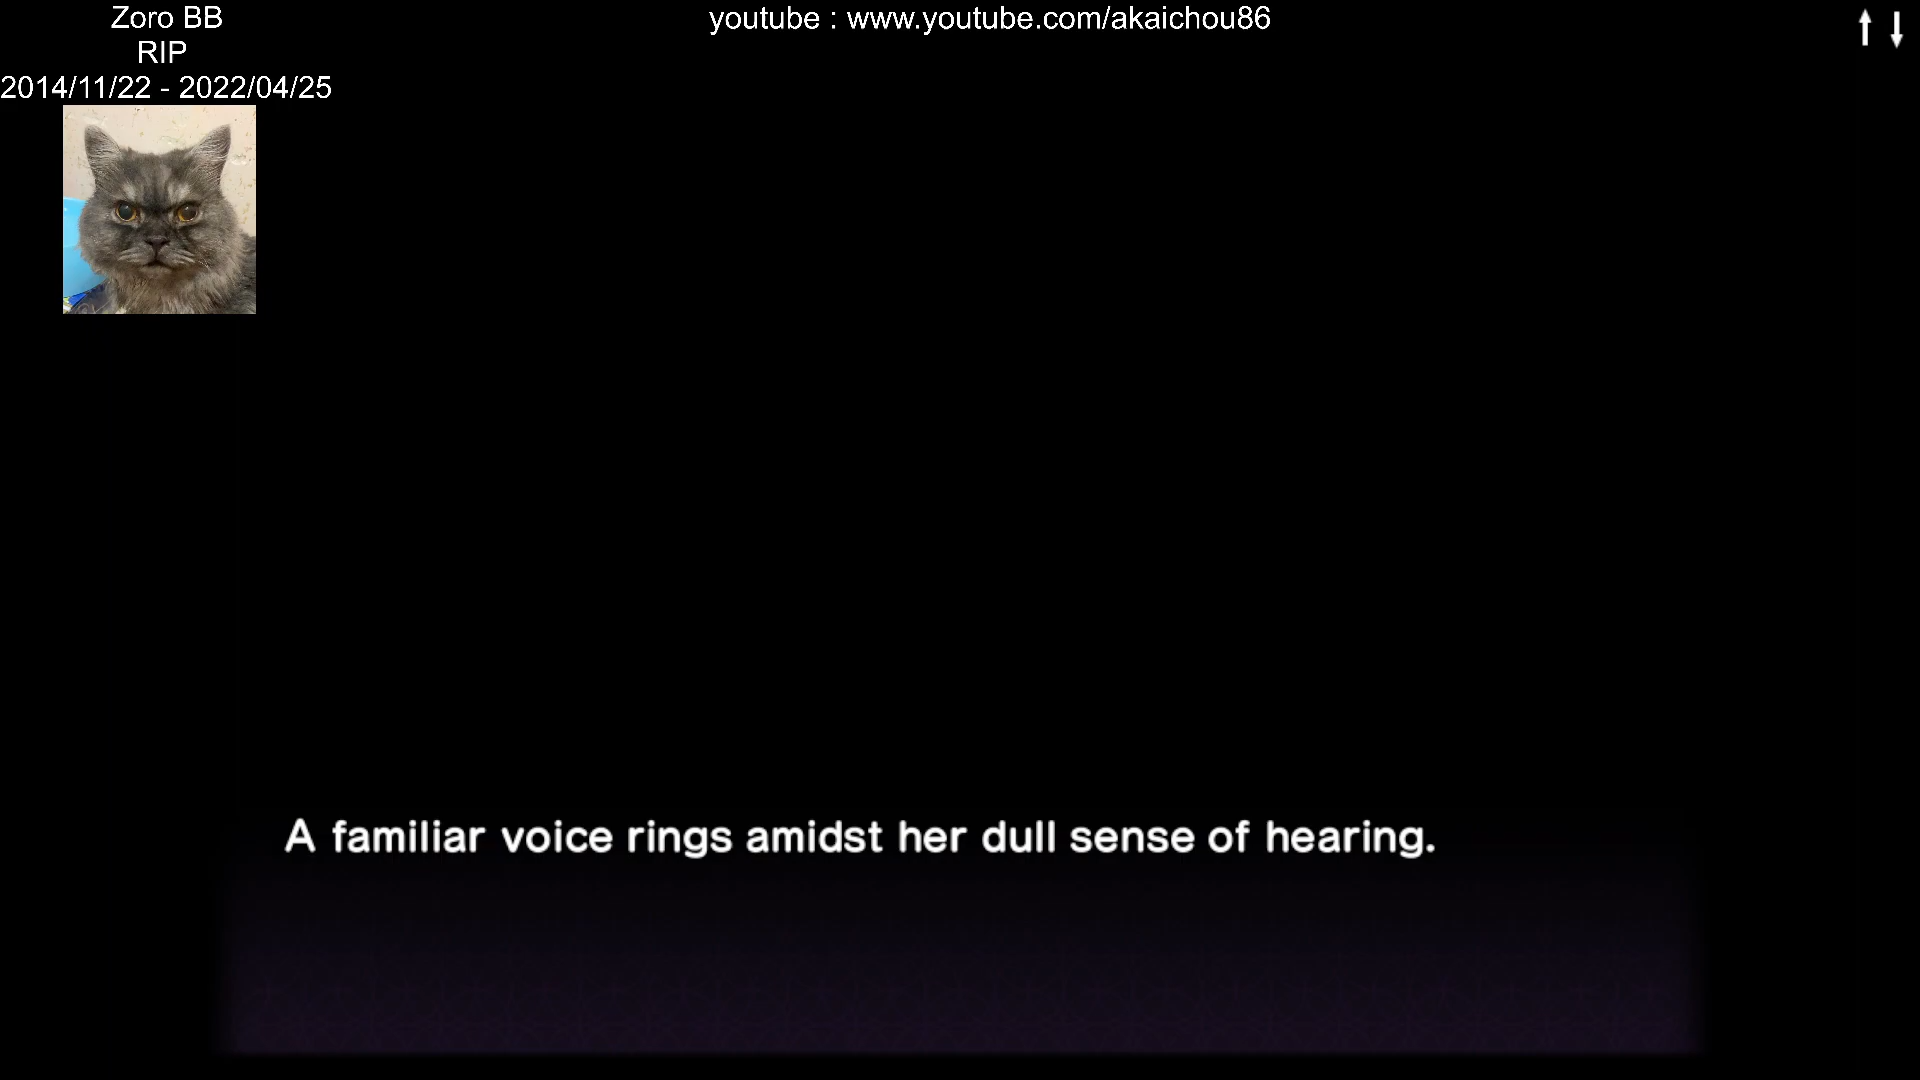 Zoro BB
RIP
2014/11/22 - 2022/04/25
youtube : www.youtube.com/akaichou86
A familiar voice rings amidst her dull sense of hearing.